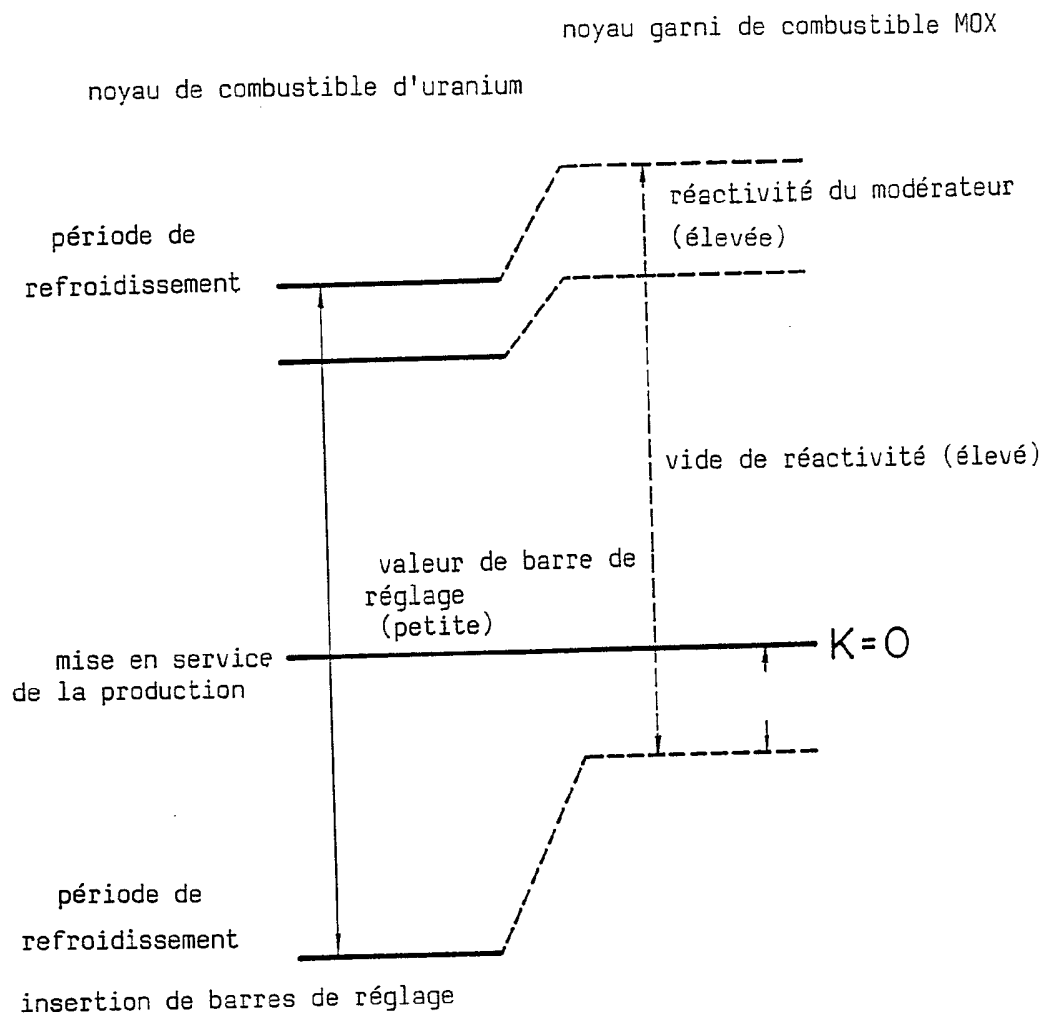 noyau garni de combustible MOX
noyau de combustible d'uranium
réactivité du modérateur
(élevée)
période de
refroidissement
vide de réactivité (élevé)
valeur de barre de
réglage
(petite)
mise en service
de la production
K=O
période de
refroidissement
insertion de barres de réglage